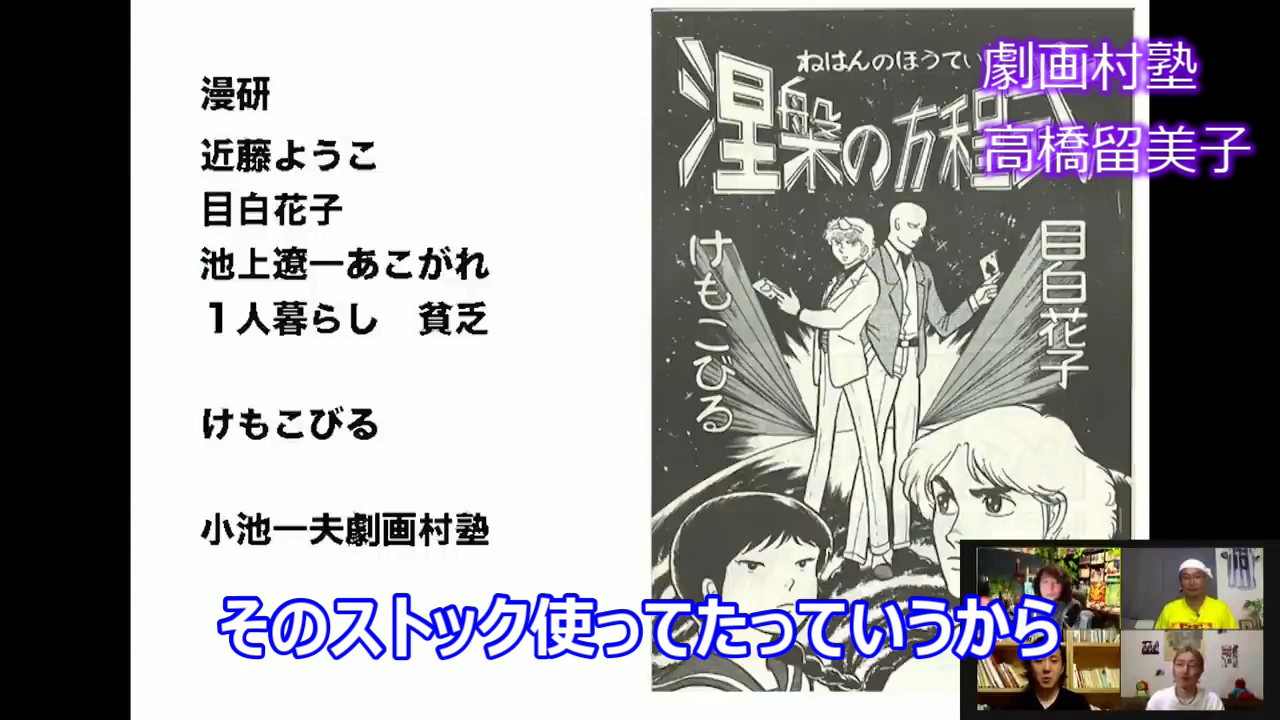 漫研
近藤ようこ
目白花子
池上遼一あこがれ
1人暮らし　貧乏
けもこびる
小池一夫劇画村塾
ねはんのほうてい
涅槃の方程式
目白花子
けもこびる
劇画村塾
高橋留美子
そのストック使ってたっていうから